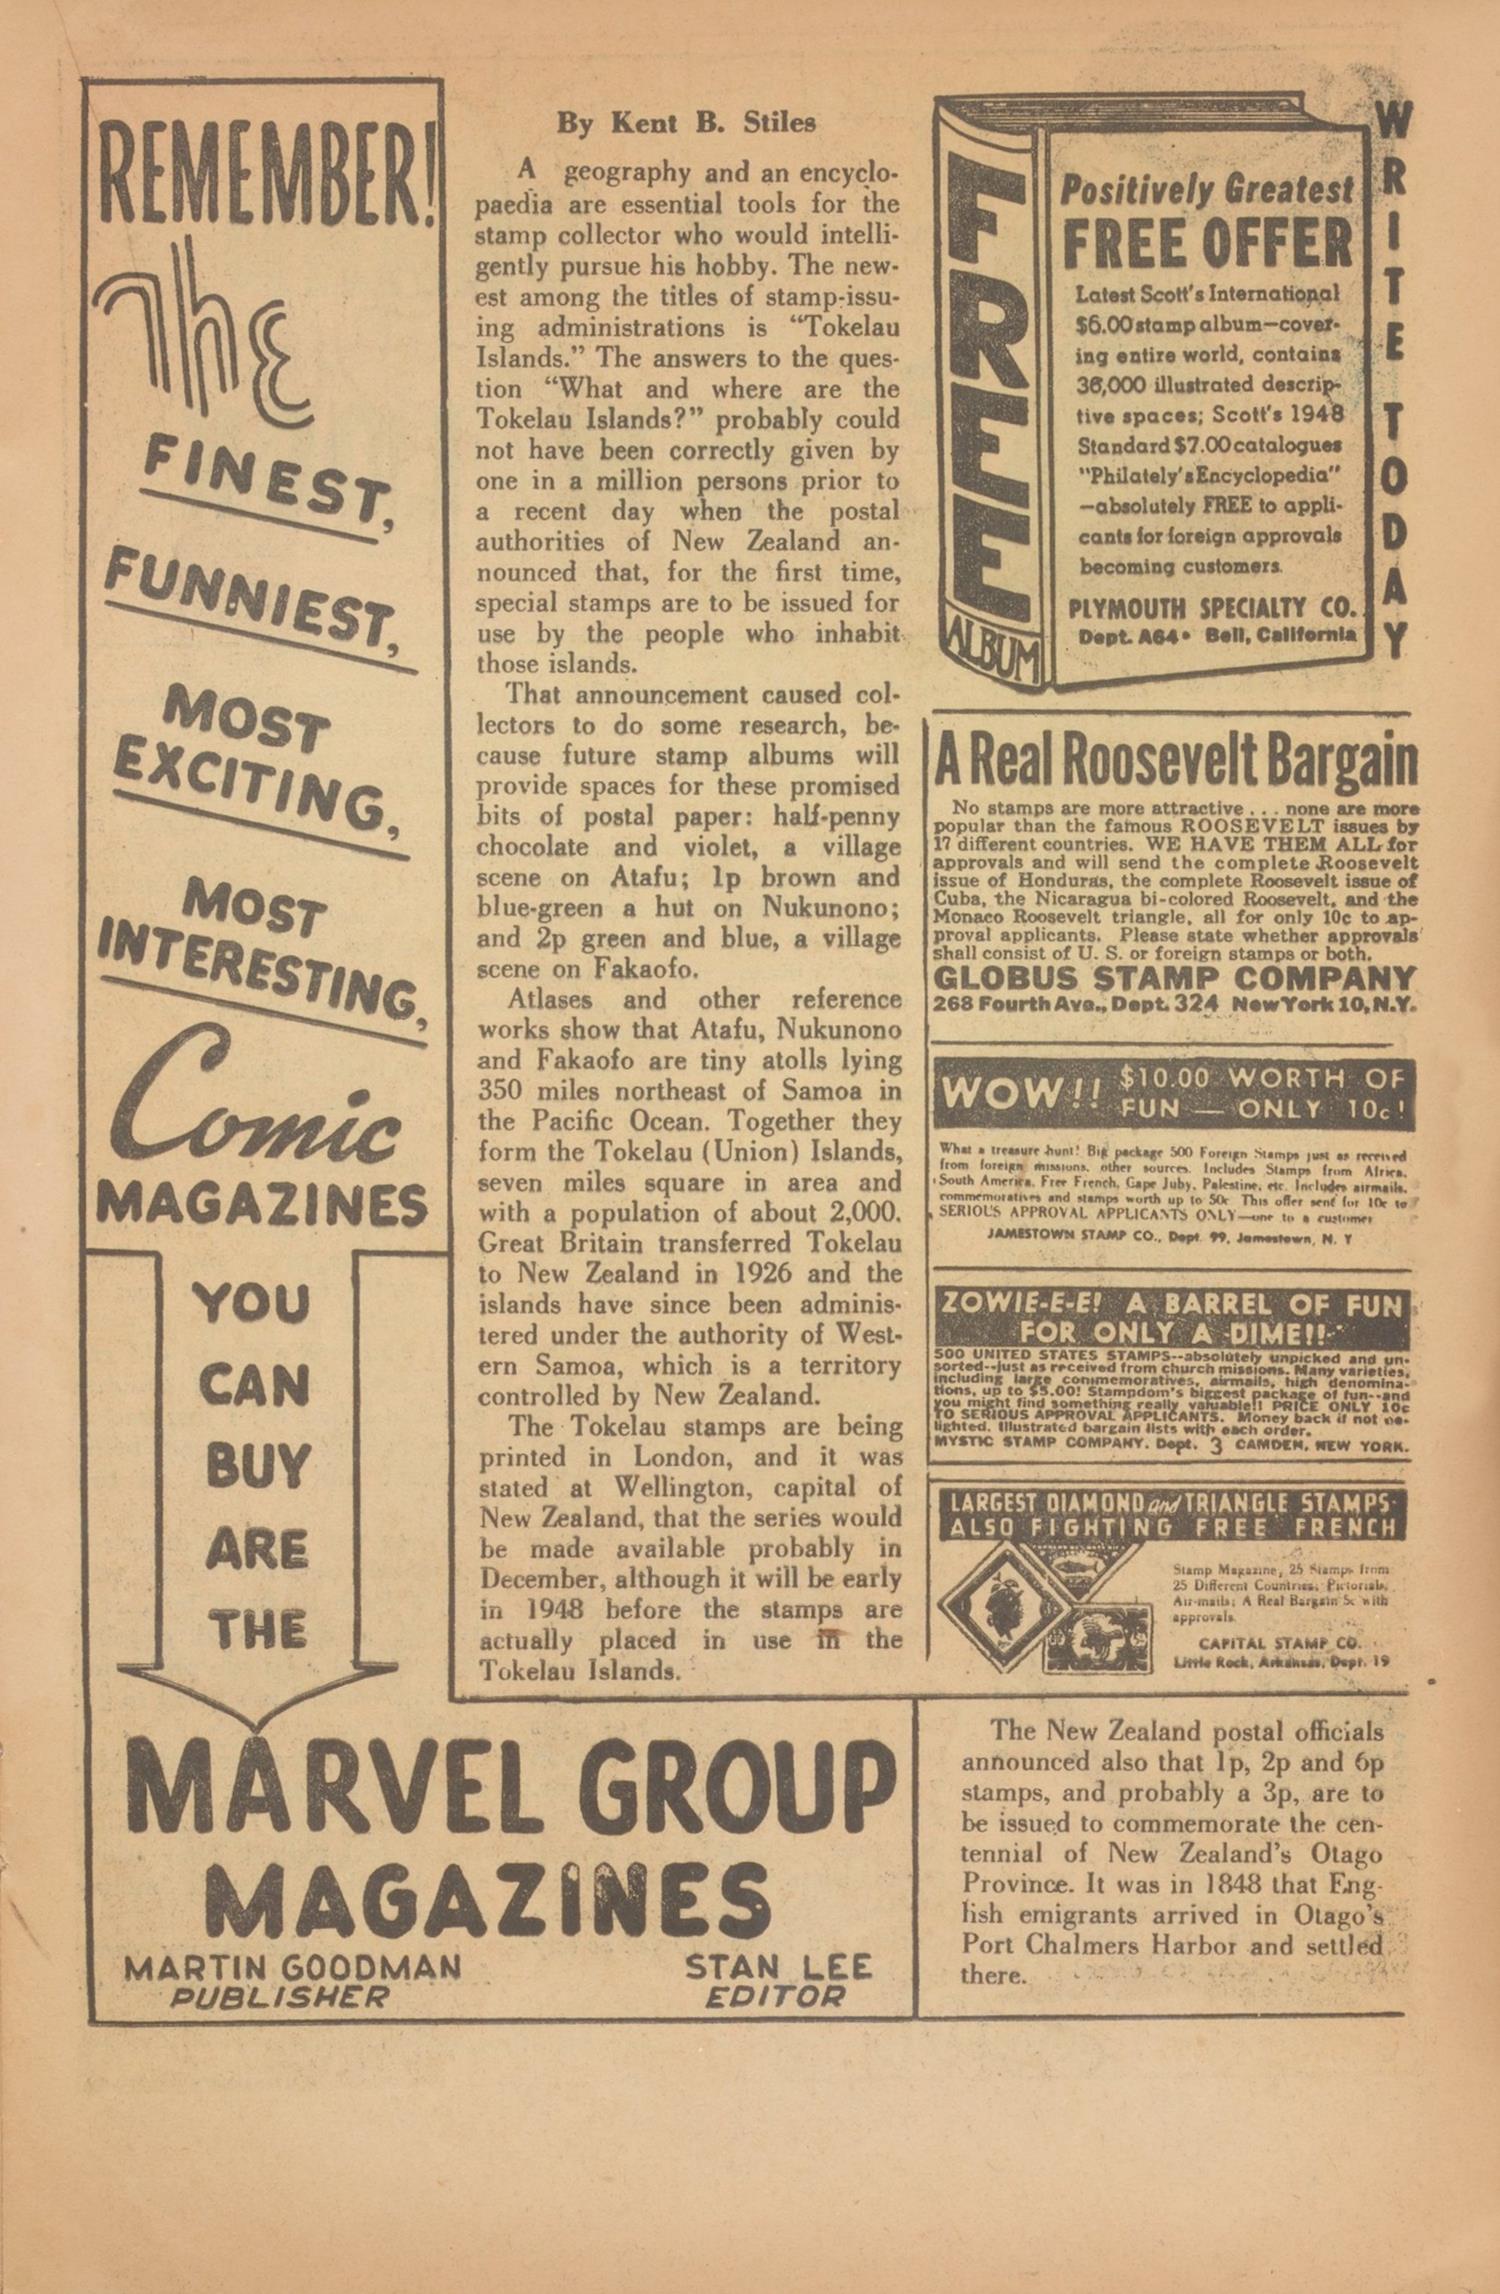 REMEMBER!
The
FINEST,
FUNNIEST,
MOST
EXCITING,
MOST
INTERESTING,
Comic
MAGAZINES
YOU
CAN
BUY
ARE
THE
MARVEL GROUP
MAGAZINES
MARTIN GOODMAN
PUBLISHER
STAN LEE
EDITOR
By Kent B. Stiles
A geography and an encyclo-
paedia are essential tools for the
stamp collector who would intelli-
gently pursue his hobby. The new-
est among the titles of stamp-issu-
ing administrations is "Tokelau
Islands." The answers to the ques-
tion "What and where are the
Tokelau Islands?" probably could
not have been correctly given by
one in a million persons prior to
a recent day when the postal
authorities of New Zealand an-
nounced that, for the first time,
special stamps are to be issued for
use by the people who inhabit
those islands.
That announcement caused col-
lectors to do some research, be-
cause future stamp albums will
provide spaces for these promised
bits of postal paper: half-penny
chocolate and violet, a village
scene on Atafu; 1p brown and
blue-green a hut on Nukunono;
and 2p green and blue, a village
scene on Fakaofo.
Atlases and other reference
works show that Atafu, Nukunono
and Fakaofo are tiny atolls lying
350 miles northeast of Samoa in
the Pacific Ocean. Together they
form the Tokelau (Union) Islands,
seven miles square in area and
with a population of about 2,000.
Great Britain transferred Tokelau
to New Zealand in 1926 and the
islands have since been adminis-
tered under the authority of West-
ern Samoa, which is a territory
controlled by New Zealand.
The Tokelau stamps are being
printed in London, and it was
stated at Wellington, capital of
New Zealand, that the series would
be made available probably in
December, although it will be early
in 1948 before the stamps are
actually placed in use in the
Tokelau Islands.
The New Zealand postal officials
announced also that 1p, 2p and 6p
stamps, and probably a 3p, are to
be issued to commemorate the cen-
tennial of New Zealand's Otago
Province. It was in 1848 that Eng-
lish emigrants arrived in Otago's
Port Chalmers Harbor and settled
there.
FREE
ALBUM
Positively Greatest
FREE OFFER
Latest Scott's International
$6.00 stamp album—cover-
ing entire world, contains
36,000 illustrated descrip-
tive spaces; Scott's 1948
Standard $7.00 catalogues
"Philately's Encyclopedia"
—absolutely FREE to appli-
cants for foreign approvals
becoming customers.
PLYMOUTH SPECIALTY CO.
Dept. A64 • Bell, California
WRITE TODAY
A Real Roosevelt Bargain
No stamps are more attractive . . . none are more
popular than the famous ROOSEVELT issues by
17 different countries. WE HAVE THEM ALL for
approvals and will send the complete Roosevelt
issue of Honduras, the complete Roosevelt issue of
Cuba, the Nicaragua bi-colored Roosevelt, and the
Monaco Roosevelt triangle, all for only 10c to ap-
proval applicants. Please state whether approvals
shall consist of U. S. or foreign stamps or both.
GLOBUS STAMP COMPANY
268 Fourth Ave., Dept. 324 New York 10, N.Y.
WOW!! $10.00 WORTH OF
FUN — ONLY 10c!
What a treasure hunt! Big package 500 Foreign Stamps just as received
from foreign missions, other sources. Includes Stamps from Africa,
South America, Free French, Cape Juby, Palestine, etc. Includes airmails,
commemoratives and stamps worth up to 50c. This offer sent for 10c to
SERIOUS APPROVAL APPLICANTS ONLY—one to a customer
JAMESTOWN STAMP CO., Dept. 99, Jamestown, N. Y
ZOWIE-E-E! A BARREL OF FUN
FOR ONLY A DIME!!
500 UNITED STATES STAMPS--absolutely unpicked and un-
sorted--just as received from church missions. Many varieties,
including large commemoratives, airmails, high denomina-
tions, up to $5.00! Stampdom's biggest package of fun--and
you might find something really valuable!! PRICE ONLY 10c
TO SERIOUS APPROVAL APPLICANTS. Money back if not de-
lighted. Illustrated bargain lists with each order.
MYSTIC STAMP COMPANY, Dept. 3 CAMDEN, NEW YORK.
LARGEST DIAMOND and TRIANGLE STAMPS
ALSO FIGHTING FREE FRENCH
Stamp Magazine, 25 Stamps from
25 Different Countries; Pictorials,
Air-mails; A Real Bargain 5c with
approvals.
CAPITAL STAMP CO.
Little Rock, Arkansas, Dept. 19